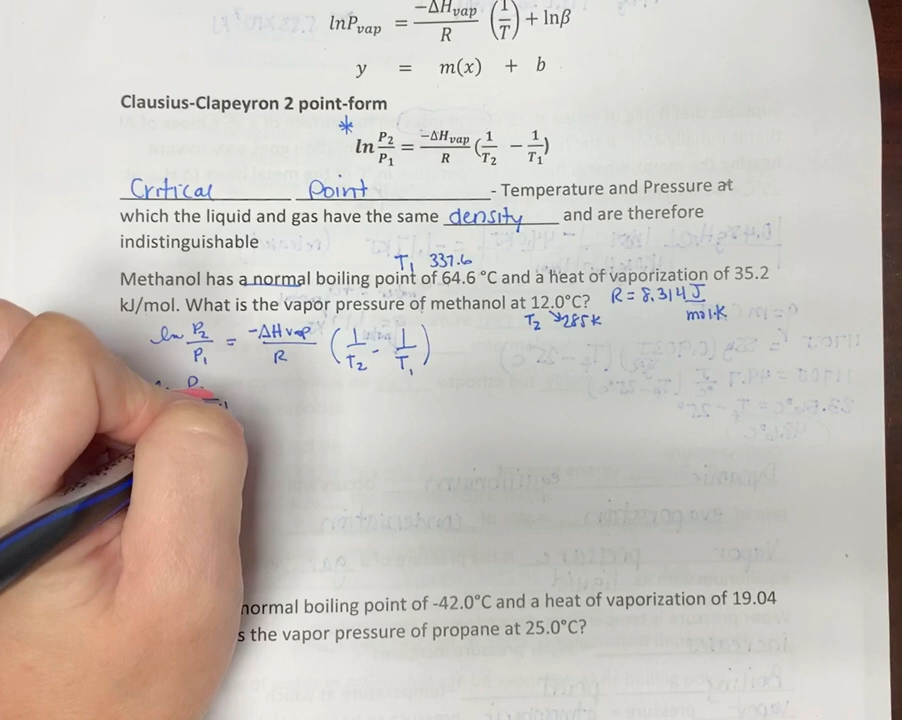 lnP_vap = -ΔH_vap/R (1/T) + lnβ
y = m(x) + b
Clausius-Clapeyron 2 point-form
*
ln P₂/P₁ = -ΔH_vap/R (1/T₂ - 1/T₁)
Critical Point - Temperature and Pressure at
which the liquid and gas have the same density and are therefore
indistinguishable
T₁ 337.6
Methanol has a normal boiling point of 64.6 °C and a heat of vaporization of 35.2
kJ/mol. What is the vapor pressure of methanol at 12.0°C? R = 8.314 J/mol·K
T₂ → 285K
ln P₂/P₁ = -ΔHvap/R (1/T₂ - 1/T₁)
normal boiling point of -42.0°C and a heat of vaporization of 19.04
s the vapor pressure of propane at 25.0°C?